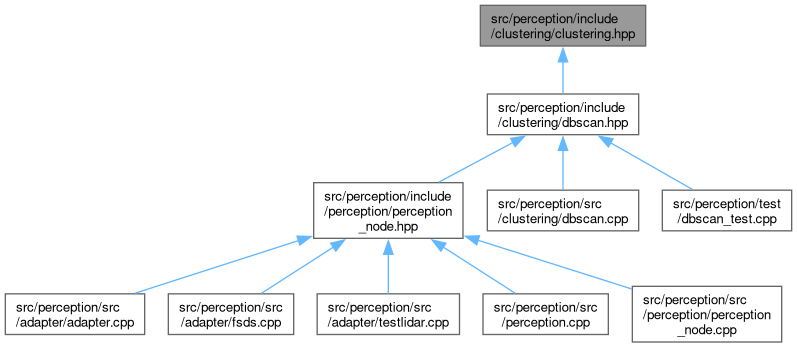 src/perception/include
/clustering/clustering.hpp
src/perception/include
/clustering/dbscan.hpp
src/perception/include
/perception/perception
_node.hpp
src/perception/src
/clustering/dbscan.cpp
src/perception/test
/dbscan_test.cpp
src/perception/src
/adapter/adapter.cpp
src/perception/src
/adapter/fsds.cpp
src/perception/src
/adapter/testlidar.cpp
src/perception/src
/perception.cpp
src/perception/src
/perception/perception
_node.cpp